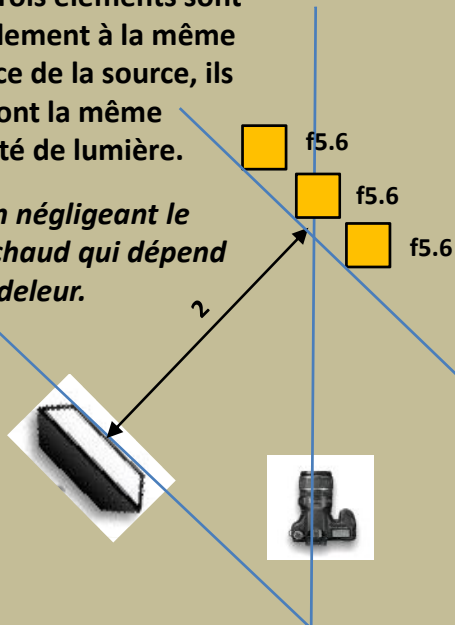 rois éléments sont
lement à la même
ce de la source, ils
ont la même
té de lumière.
n négligeant le
chaud qui dépend
deleur.
f5.6
f5.6
f5.6
2